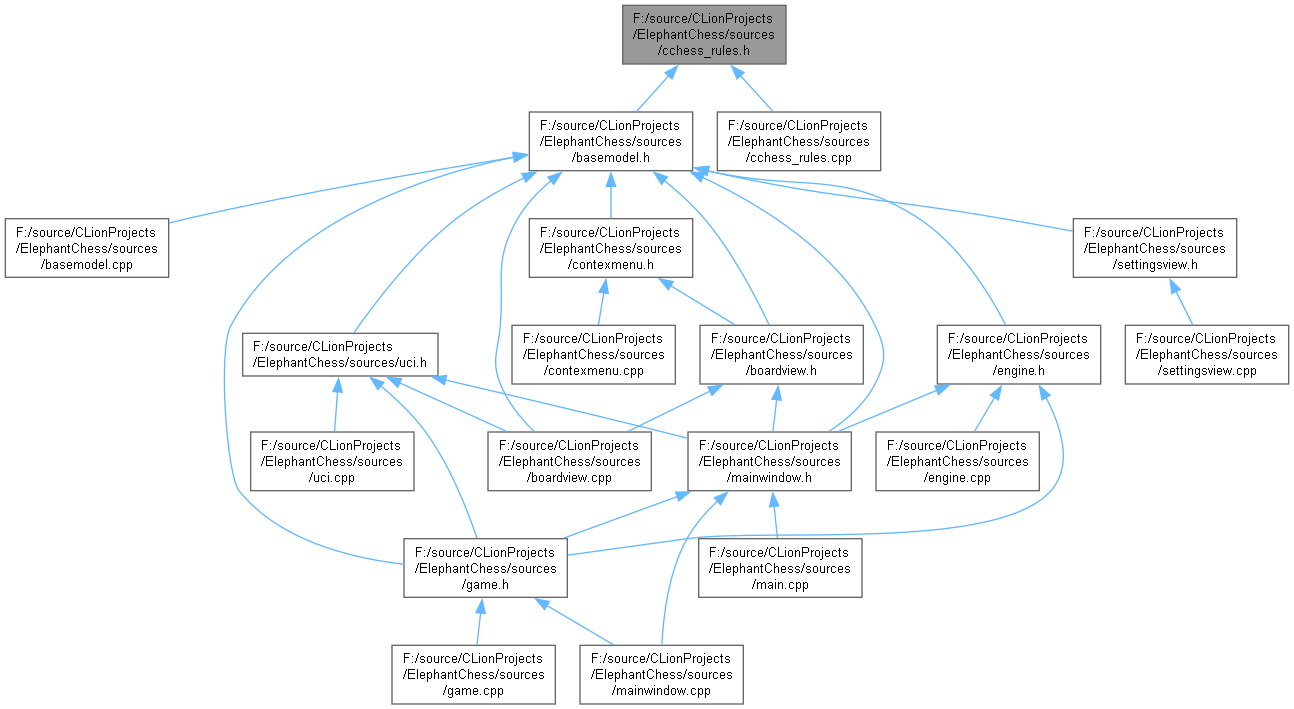 F:/source/CLionProjects
/ElephantChess/sources
/cchess_rules.h
F:/source/CLionProjects
/ElephantChess/sources
/basemodel.h
F:/source/CLionProjects
/ElephantChess/sources
/cchess_rules.cpp
F:/source/CLionProjects
/ElephantChess/sources
/basemodel.cpp
F:/source/CLionProjects
/ElephantChess/sources
/contexmenu.h
F:/source/CLionProjects
/ElephantChess/sources
/settingsview.h
F:/source/CLionProjects
/ElephantChess/sources/uci.h
F:/source/CLionProjects
/ElephantChess/sources
/contexmenu.cpp
F:/source/CLionProjects
/ElephantChess/sources
/boardview.h
F:/source/CLionProjects
/ElephantChess/sources
/engine.h
F:/source/CLionProjects
/ElephantChess/sources
/settingsview.cpp
F:/source/CLionProjects
/ElephantChess/sources
/uci.cpp
F:/source/CLionProjects
/ElephantChess/sources
/boardview.cpp
F:/source/CLionProjects
/ElephantChess/sources
/mainwindow.h
F:/source/CLionProjects
/ElephantChess/sources
/engine.cpp
F:/source/CLionProjects
/ElephantChess/sources
/game.h
F:/source/CLionProjects
/ElephantChess/sources
/main.cpp
F:/source/CLionProjects
/ElephantChess/sources
/game.cpp
F:/source/CLionProjects
/ElephantChess/sources
/mainwindow.cpp